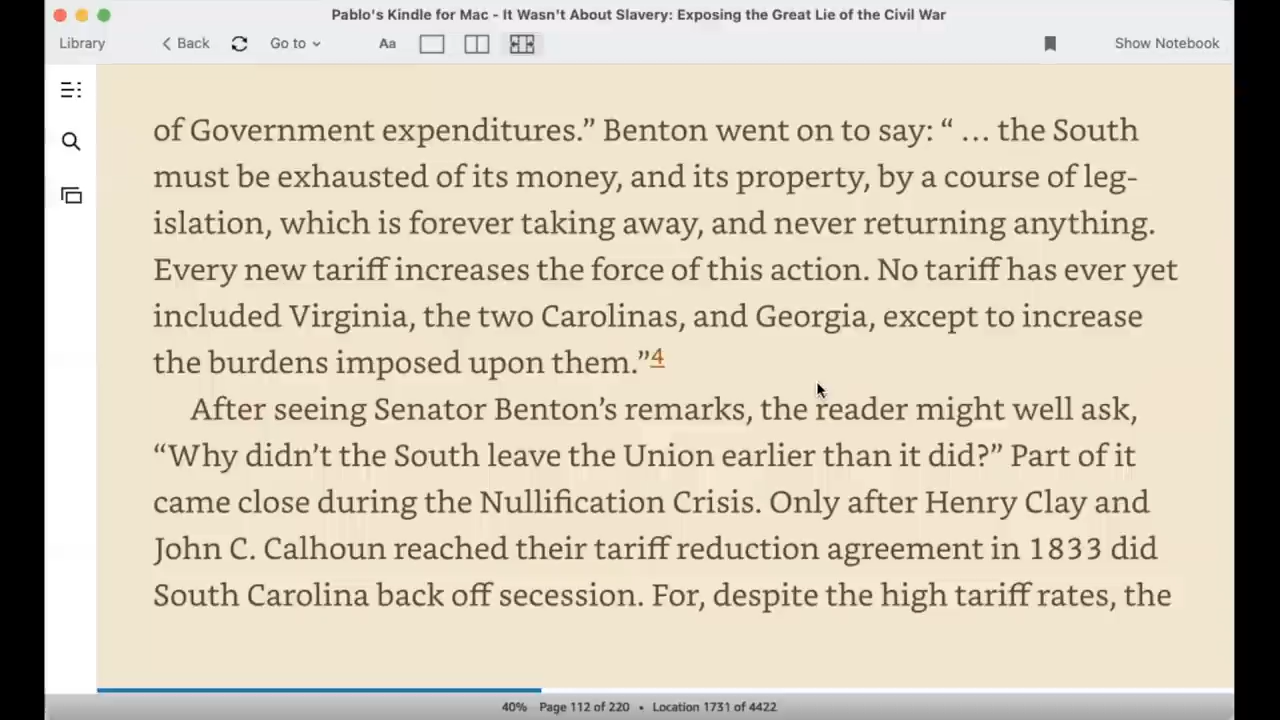 Pablo's Kindle for Mac - It Wasn't About Slavery: Exposing the Great Lie of the Civil War
Library
Back
Go to
Aa
Show Notebook
of Government expenditures.” Benton went on to say: “ … the South
must be exhausted of its money, and its property, by a course of leg-
islation, which is forever taking away, and never returning anything.
Every new tariff increases the force of this action. No tariff has ever yet
included Virginia, the two Carolinas, and Georgia, except to increase
the burdens imposed upon them.”4
After seeing Senator Benton’s remarks, the reader might well ask,
“Why didn’t the South leave the Union earlier than it did?” Part of it
came close during the Nullification Crisis. Only after Henry Clay and
John C. Calhoun reached their tariff reduction agreement in 1833 did
South Carolina back off secession. For, despite the high tariff rates, the
40% Page 112 of 220 • Location 1731 of 4422